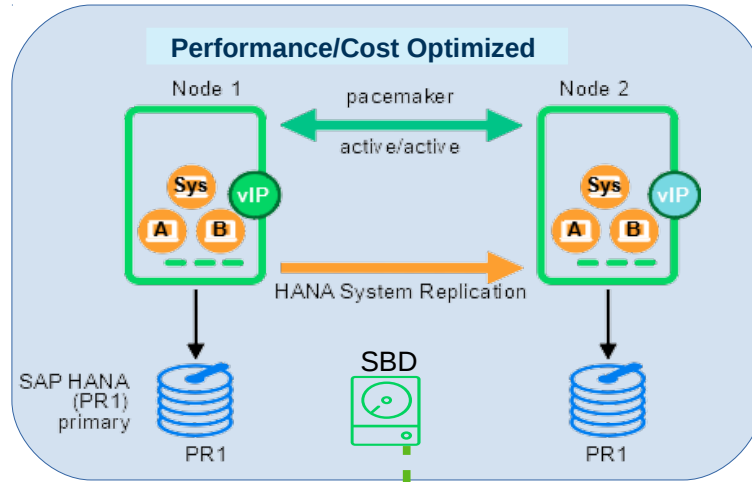 Performance/Cost Optimized
Node 1
pacemaker
Node 2
active/active
Sys
vIP
A
B
Sys
vIP
A
B
HANA System Replication
SAP HANA
(PR1)
primary
PR1
SBD
PR1